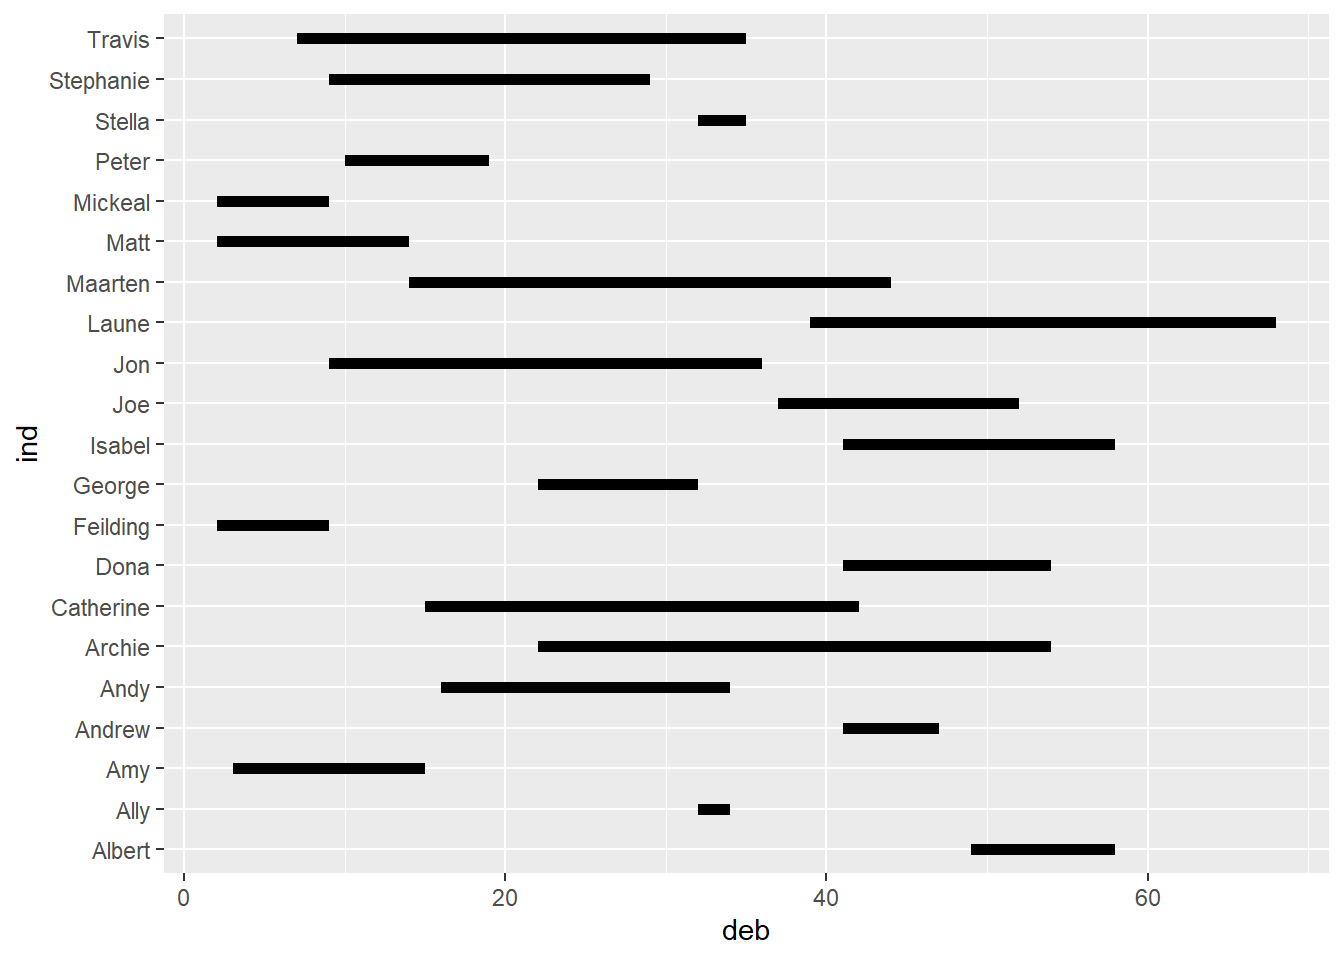 Travis
Stephanie
Stella
Peter
Mickeal
Matt
Maarten
Laune
Jon
Joe
Isabel
George
Feilding
Dona
Catherine
Archie
Andy
Andrew
Amy
Ally
Albert
ind
0 20 40 60
deb